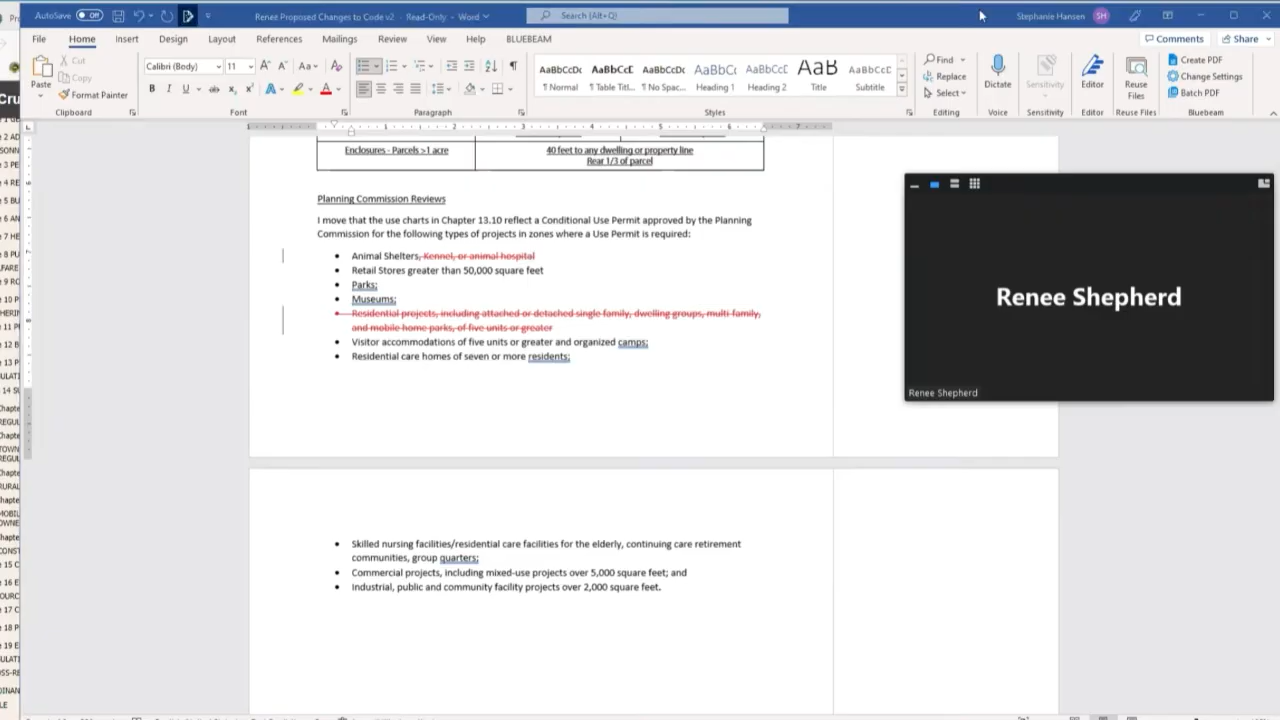 AutoSave Off Renee Proposed Changes to Code v2 - Read-Only - Word Search (Alt+Q) Stephanie Hansen SH
File Home Insert Design Layout References Mailings Review View Help BLUEBEAM Comments Share
Paste Cut Copy Format Painter
Calibri (Body) 11
AaBbCcDc AaBbCcE AaBbCcDc AaBbC( AaBbCcE AaB AaBbCcD
¶ Normal ¶ Table Titl... ¶ No Spac... Heading 1 Heading 2 Title Subtitle
Find Replace Select
Dictate Sensitivity Editor Reuse Files
Create PDF
Change Settings
Batch PDF
Clipboard Font Paragraph Styles Editing Voice Sensitivity Editor Reuse Files Bluebeam
Enclosures - Parcels >1 acre 40 feet to any dwelling or property line
Rear 1/3 of parcel
Planning Commission Reviews
I move that the use charts in Chapter 13.10 reflect a Conditional Use Permit approved by the Planning
Commission for the following types of projects in zones where a Use Permit is required:
• Animal Shelters, Kennel, or animal hospital
• Retail Stores greater than 50,000 square feet
• Parks;
• Museums;
• Residential projects, including attached or detached single family, dwelling groups, multi-family,
and mobile home parks, of five units or greater
• Visitor accommodations of five units or greater and organized camps;
• Residential care homes of seven or more residents;
• Skilled nursing facilities/residential care facilities for the elderly, continuing care retirement
communities, group quarters;
• Commercial projects, including mixed-use projects over 5,000 square feet; and
• Industrial, public and community facility projects over 2,000 square feet.
Renee Shepherd
Renee Shepherd